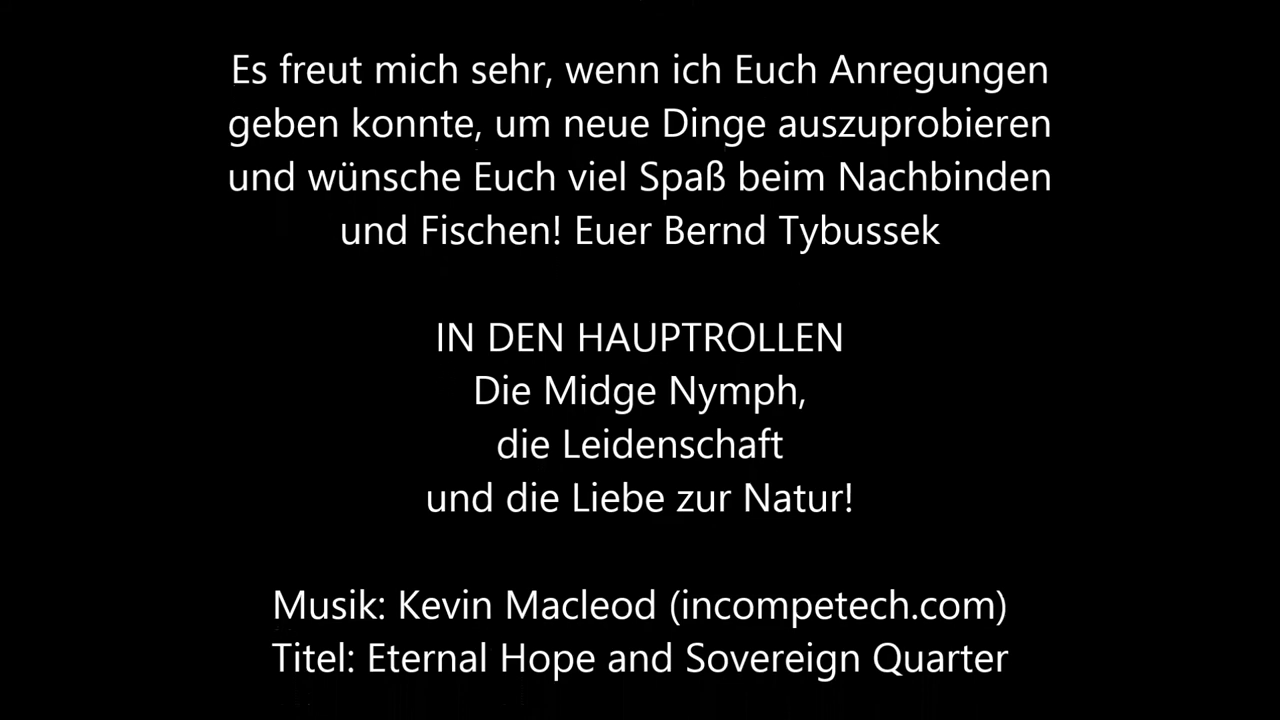 Es freut mich sehr, wenn ich Euch Anregungen
geben konnte, um neue Dinge auszuprobieren
und wünsche Euch viel Spaß beim Nachbinden
und Fischen! Euer Bernd Tybussek
IN DEN HAUPTROLLEN
Die Midge Nymph,
die Leidenschaft
und die Liebe zur Natur!
Musik: Kevin Macleod (incompetech.com)
Titel: Eternal Hope and Sovereign Quarter